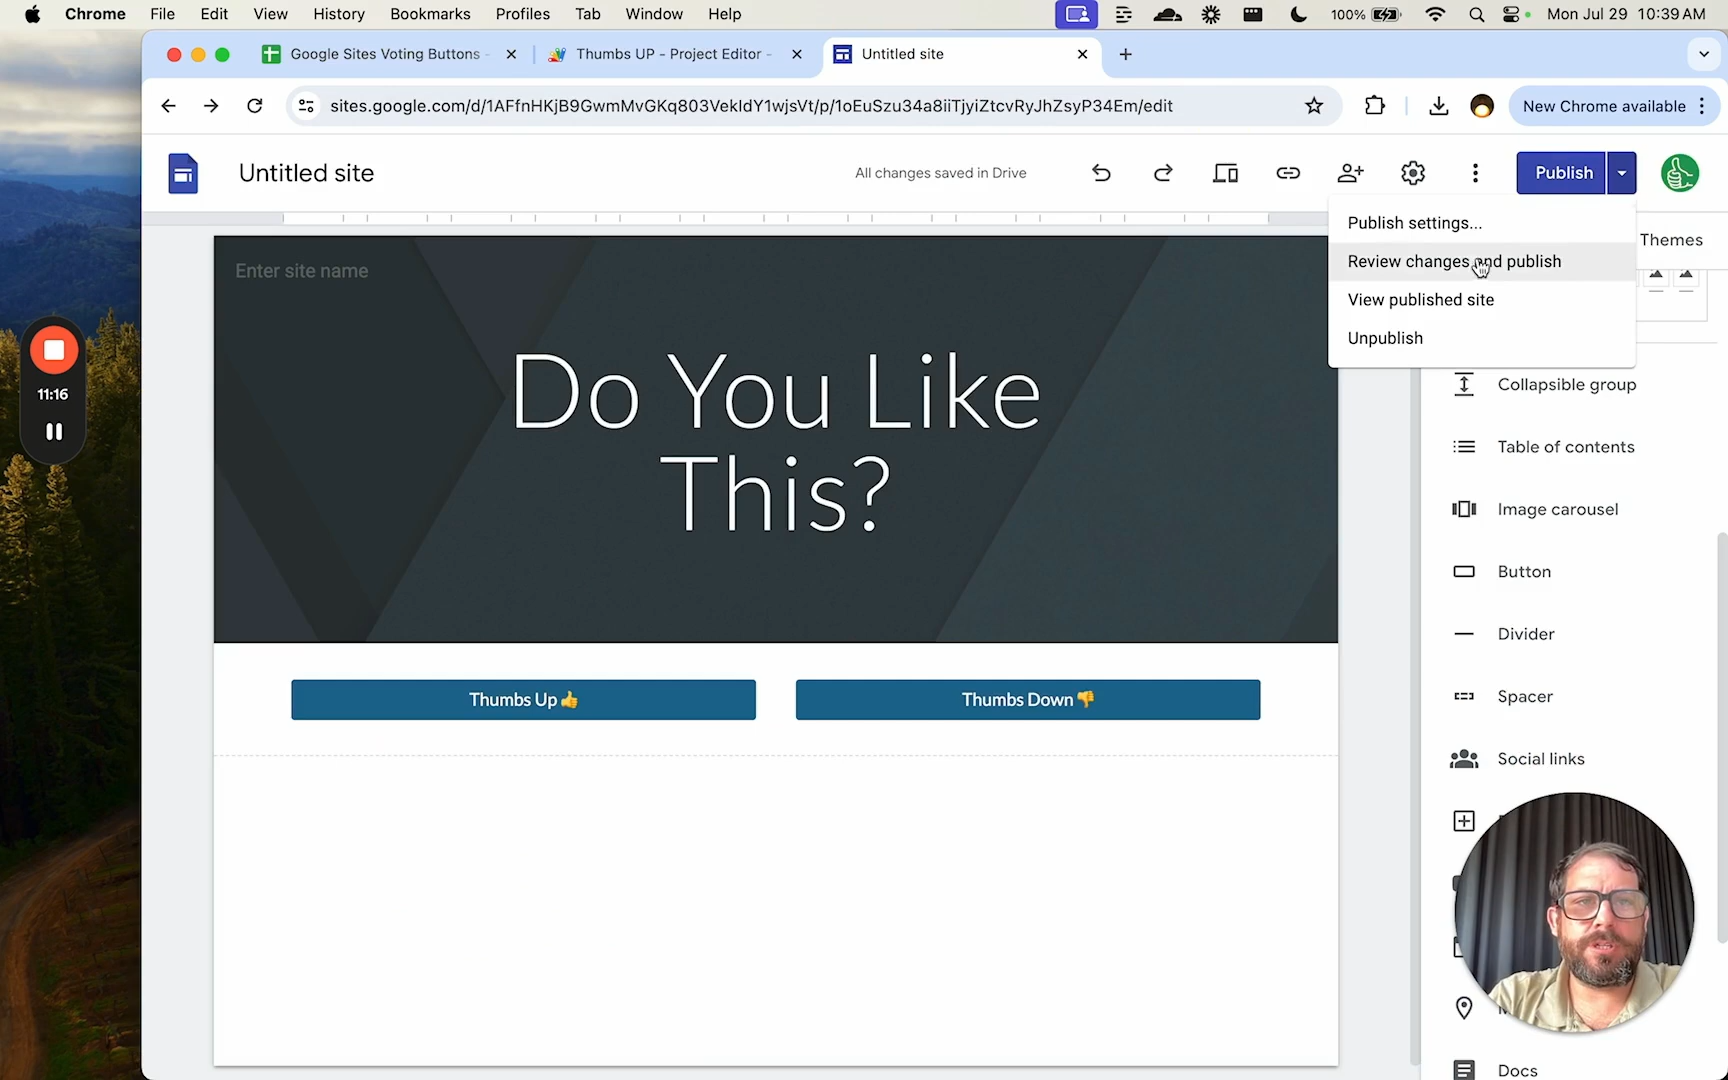 Chrome File Edit View History Bookmarks Profiles Tab Window Help 100% Mon Jul 29 10:39 AM
Google Sites Voting Buttons - Thumbs UP - Project Editor - Untitled site
sites.google.com/d/1AFfnHKjB9GwmMvGKq803VekIdY1wjsVt/p/1oEuSzu34a8iiTjyiZtcvRyJhZsyP34Em/edit New Chrome available
Untitled site All changes saved in Drive Publish
Publish settings...
Themes
Review changes and publish
Enter site name
View published site
Unpublish
Do You Like
This?
11:16
Collapsible group
Table of contents
Image carousel
Button
Divider
Spacer
Thumbs Up👍 Thumbs Down👎
Social links
Docs